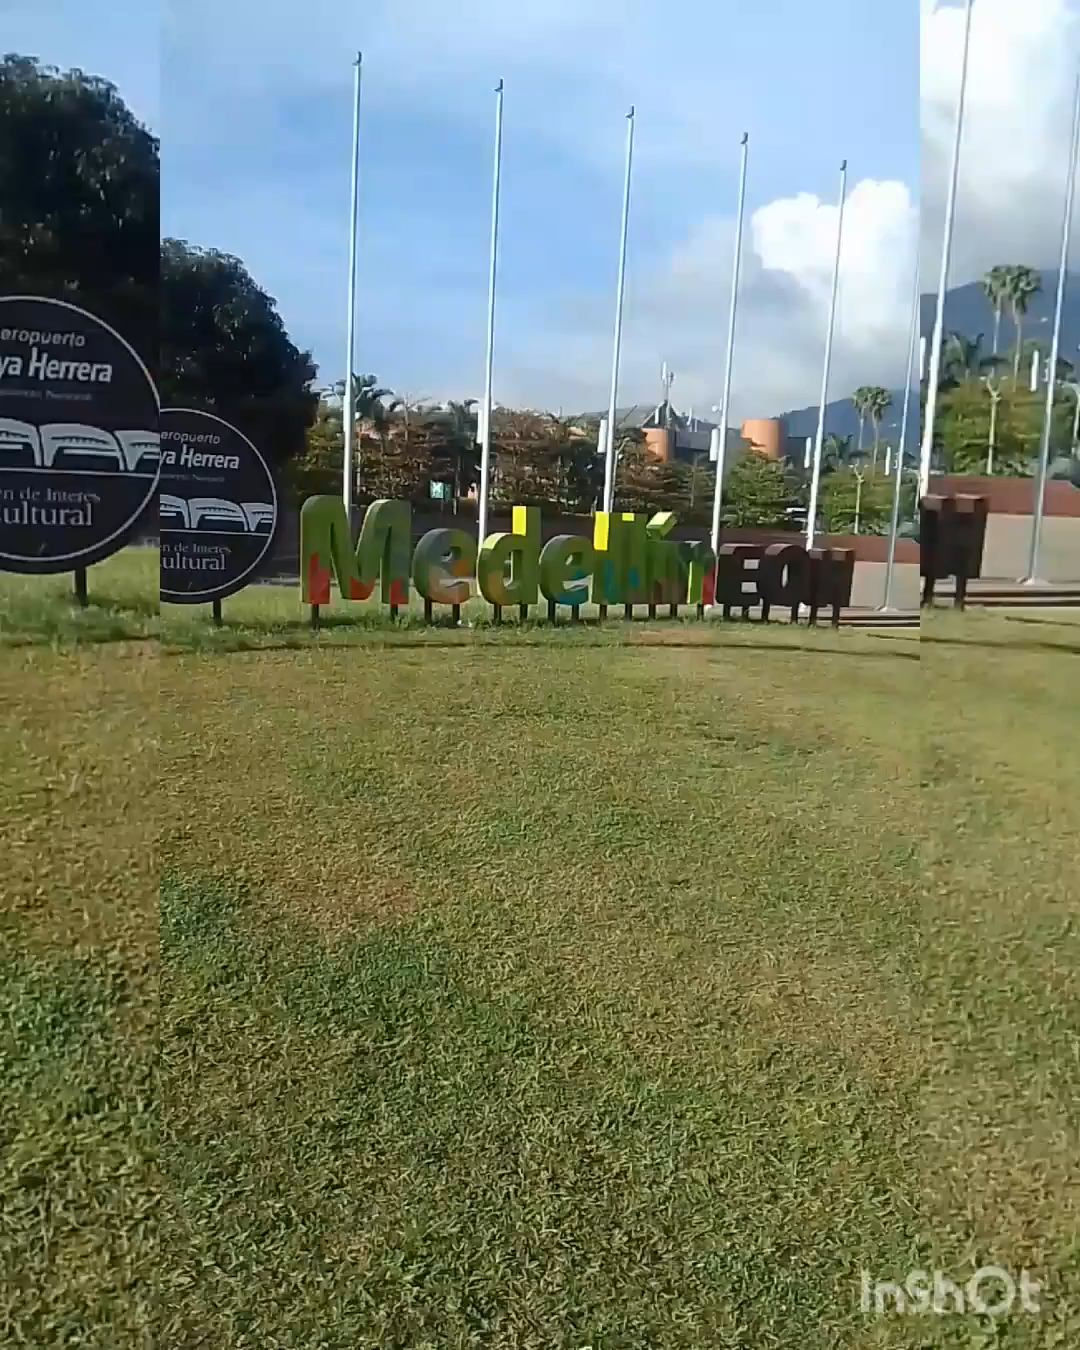 eropuerto
ya Herrera
en de Interes
ultural
eropuerto
ya Herrera
en de Interes
ultural
Medellín EOH
InShOt